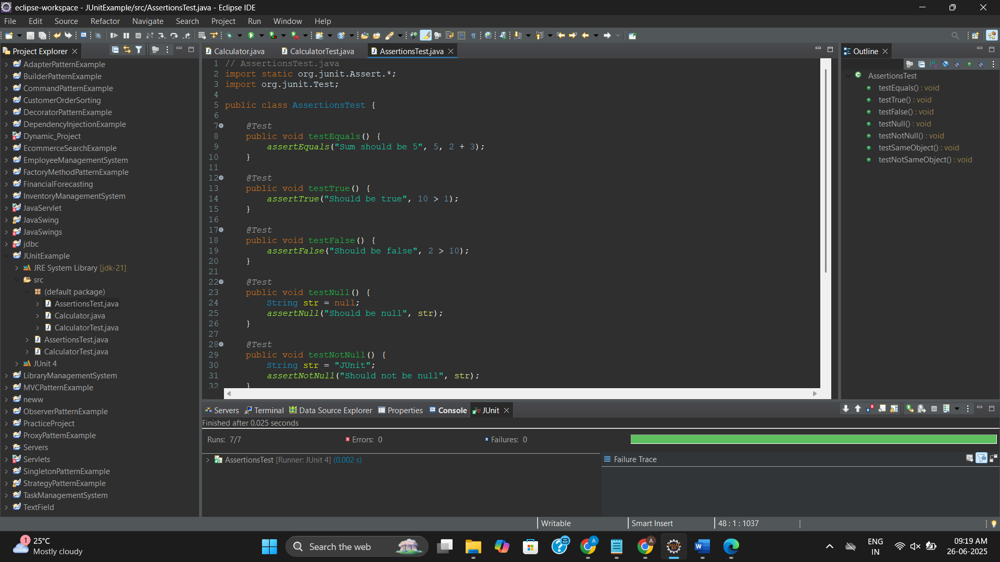 eclipse-workspace - JUnitExample/src/AssertionsTest.java - Eclipse IDE
File Edit Source Refactor Navigate Search Project Run Window Help
Project Explorer
AdapterPatternExample
BuilderPatternExample
CommandPatternExample
CustomerOrderSorting
DecoratorPatternExample
DependencyInjectionExample
Dynamic_Project
EcommerceSearchExample
EmployeeManagementSystem
FactoryMethodPatternExample
FinancialForecasting
InventoryManagementSystem
JavaServlet
JavaSwing
JavaSwings
jdbc
JUnitExample
JRE System Library [jdk-21]
src
(default package)
AssertionsTest.java
Calculator.java
CalculatorTest.java
AssertionsTest.java
CalculatorTest.java
JUnit 4
LibraryManagementSystem
MVCPatternExample
neww
ObserverPatternExample
PracticeProject
ProxyPatternExample
Servers
Servlets
SingletonPatternExample
StrategyPatternExample
TaskManagementSystem
TextField
Calculator.java CalculatorTest.java AssertionsTest.java
1 // AssertionsTest.java
2 import static org.junit.Assert.*;
3 import org.junit.Test;
4
5 public class AssertionsTest {
6
7 @Test
8 public void testEquals() {
9 assertEquals("Sum should be 5", 5, 2 + 3);
10 }
11
12 @Test
13 public void testTrue() {
14 assertTrue("Should be true", 10 > 1);
15 }
16
17 @Test
18 public void testFalse() {
19 assertFalse("Should be false", 2 > 10);
20 }
21
22 @Test
23 public void testNull() {
24 String str = null;
25 assertNull("Should be null", str);
26 }
27
28 @Test
29 public void testNotNull() {
30 String str = "JUnit";
31 assertNotNull("Should not be null", str);
32 }
Outline
AssertionsTest
testEquals() : void
testTrue() : void
testFalse() : void
testNull() : void
testNotNull() : void
testSameObject() : void
testNotSameObject() : void
Servers Terminal Data Source Explorer Properties Console JUnit
Finished after 0.025 seconds
Runs: 7/7 Errors: 0 Failures: 0
AssertionsTest [Runner: JUnit 4] (0.002 s)
Failure Trace
Writable Smart Insert 48 : 1 : 1037
1
25°C
Mostly cloudy
Search the web
ENG
IN
09:19 AM
26-06-2025